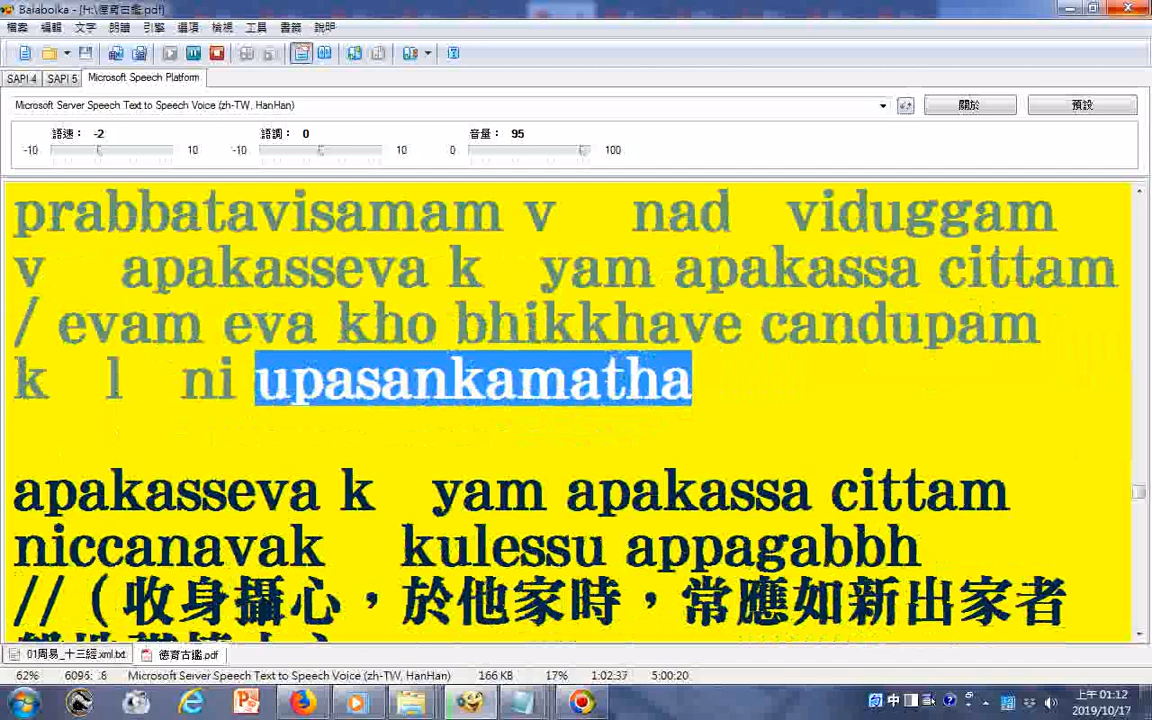 Balabolka - [H:\德育古鑑.pdf]
檔案 編輯 文字 朗讀 引擎 選項 檢視 工具 書籤 說明
SAPI 4 SAPI 5 Microsoft Speech Platform
Microsoft Server Speech Text to Speech Voice (zh-TW, HanHan) 關於 預設
語速： -2 語調： 0 音量： 95
-10 10 -10 10 0 100
prabbatavisamam v nad viduggam
v apakasseva k yam apakassa cittam
/ evam eva kho bhikkhave candupam
k l ni upasankamatha
apakasseva k yam apakassa cittam
niccanavak kulessu appagabbh
//（收身攝心，於他家時，常應如新出家者
01周易_十三經.xml.txt 德育古鑑.pdf
62% Microsoft Server Speech Text to Speech Voice (zh-TW, HanHan) 166 KB 17% 1:02:37 5:00:20
中 上午 01:12
2019/10/17